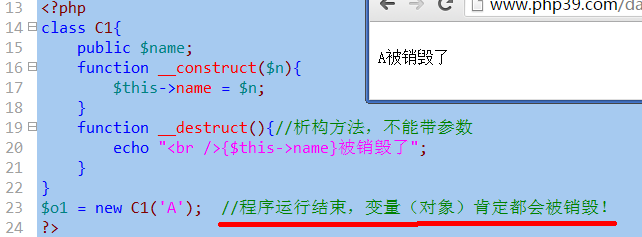 www.php39.com/da
A被销毁了
13 <?php
14 class C1{
15 public $name;
16 function __construct($n){
17 $this->name = $n;
18 }
19 function __destruct(){//析构方法，不能带参数
20 echo "<br />{$this->name}被销毁了";
21 }
22 }
23 $o1 = new C1('A'); //程序运行结束，变量（对象）肯定都会被销毁！
24 ?>